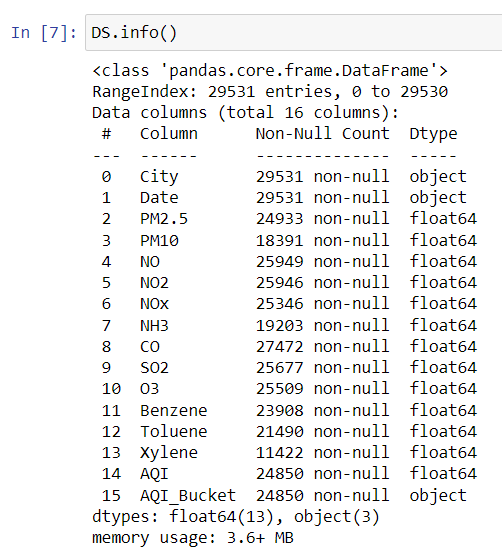 In [7]: DS.info()
<class 'pandas.core.frame.DataFrame'>
RangeIndex: 29531 entries, 0 to 29530
Data columns (total 16 columns):
 #   Column      Non-Null Count  Dtype
---  ------      --------------  -----
 0   City        29531 non-null  object
 1   Date        29531 non-null  object
 2   PM2.5       24933 non-null  float64
 3   PM10        18391 non-null  float64
 4   NO          25949 non-null  float64
 5   NO2         25946 non-null  float64
 6   NOx         25346 non-null  float64
 7   NH3         19203 non-null  float64
 8   CO          27472 non-null  float64
 9   SO2         25677 non-null  float64
 10  O3          25509 non-null  float64
 11  Benzene     23908 non-null  float64
 12  Toluene     21490 non-null  float64
 13  Xylene      11422 non-null  float64
 14  AQI         24850 non-null  float64
 15  AQI_Bucket  24850 non-null  object
dtypes: float64(13), object(3)
memory usage: 3.6+ MB